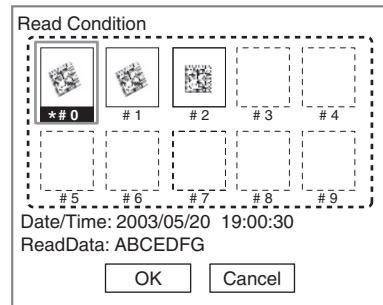 Read Condition
*# 0 # 1 # 2 # 3 # 4
# 5 # 6 # 7 # 8 # 9
Date/Time: 2003/05/20 19:00:30
ReadData: ABCEDFG
OK Cancel